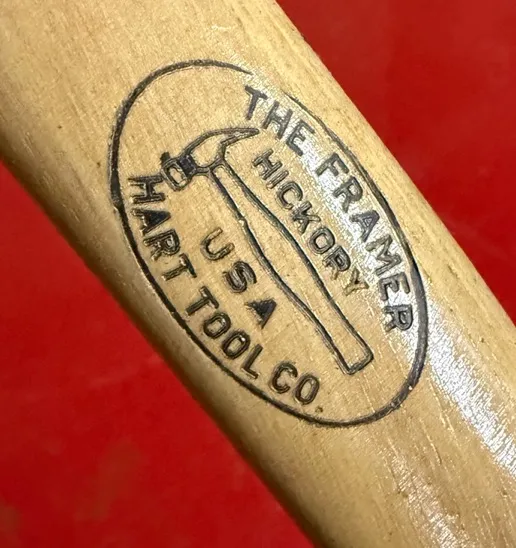 THE FRAMER
HICKORY
USA
HART TOOL CO.